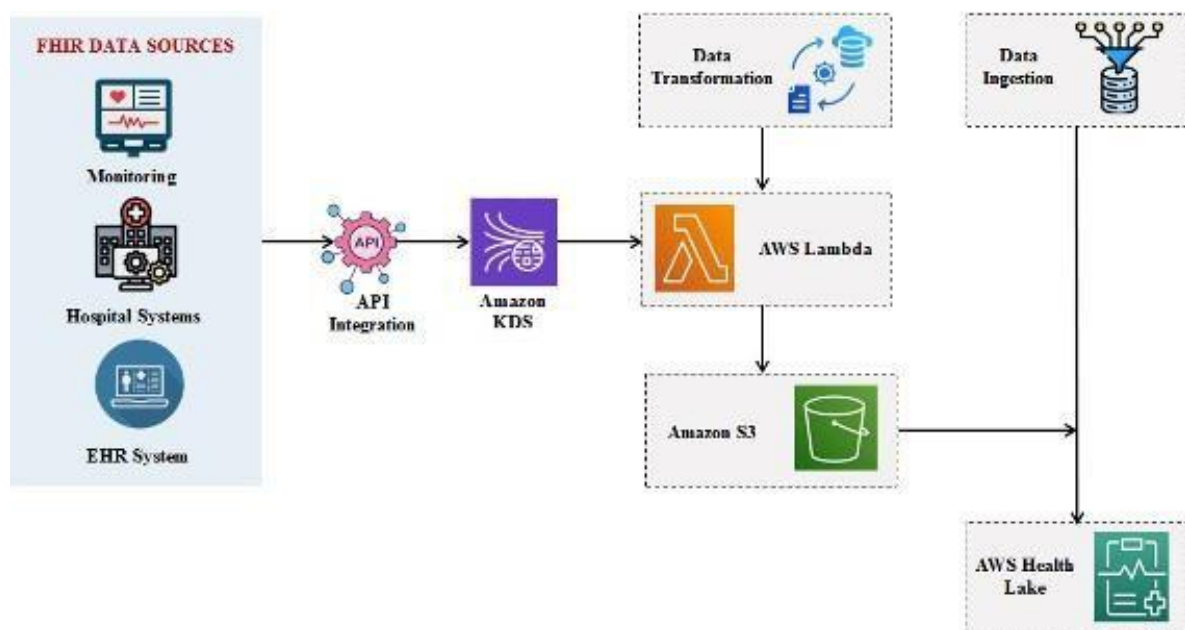 FHIR DATA SOURCES
Monitoring
Hospital Systems
EHR System
API
API
Integration
Amazon
KDS
Data
Transformation
AWS Lambda
Amazon S3
Data
Ingestion
AWS Health
Lake